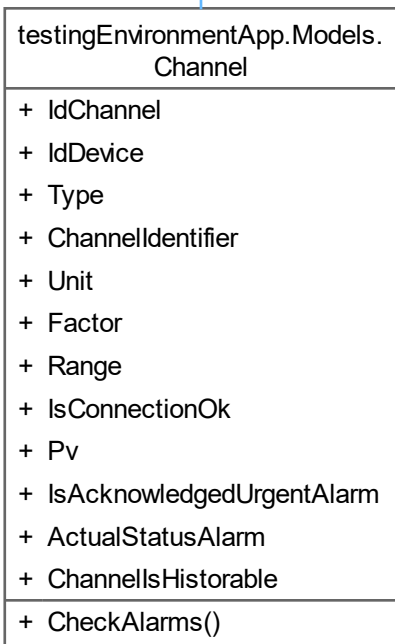 testingEnvironmentApp.Models.
Channel
+ IdChannel
+ IdDevice
+ Type
+ ChannelIdentifier
+ Unit
+ Factor
+ Range
+ IsConnectionOk
+ Pv
+ IsAcknowledgedUrgentAlarm
+ ActualStatusAlarm
+ ChannelIsHistorable
+ CheckAlarms()